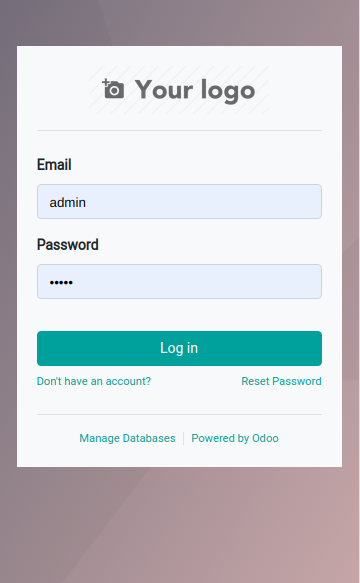 Your logo
Email
admin
Password
•••••
Log in
Don't have an account? Reset Password
Manage Databases | Powered by Odoo